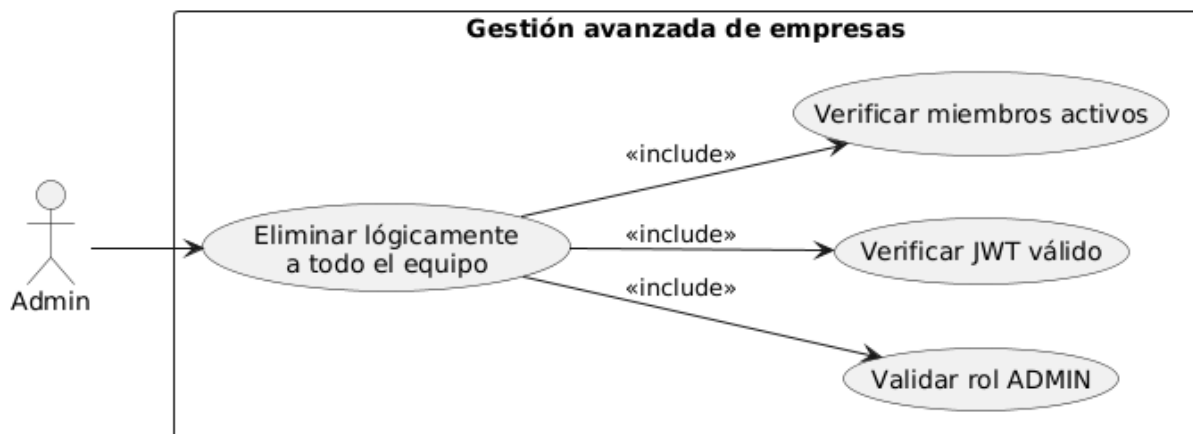 Gestión avanzada de empresas
Verificar miembros activos
«include»
Eliminar lógicamente
a todo el equipo
«include»
Verificar JWT válido
«include»
Admin
Validar rol ADMIN